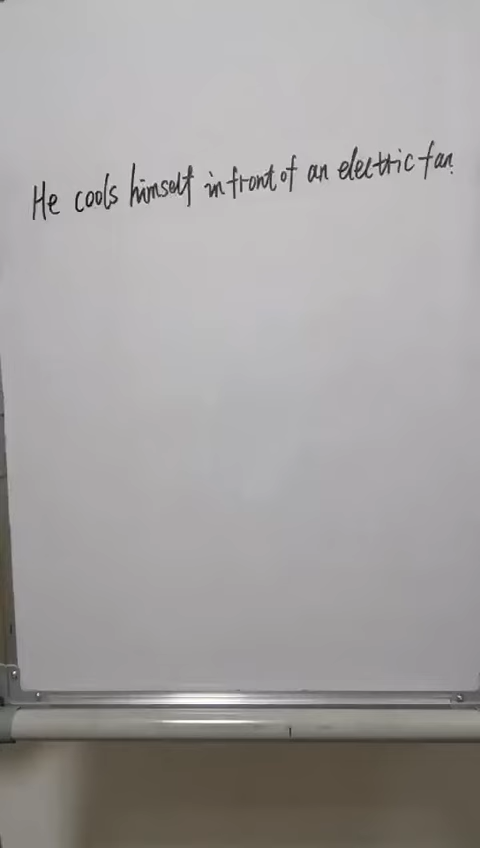 He cools himself in front of an electric fan.